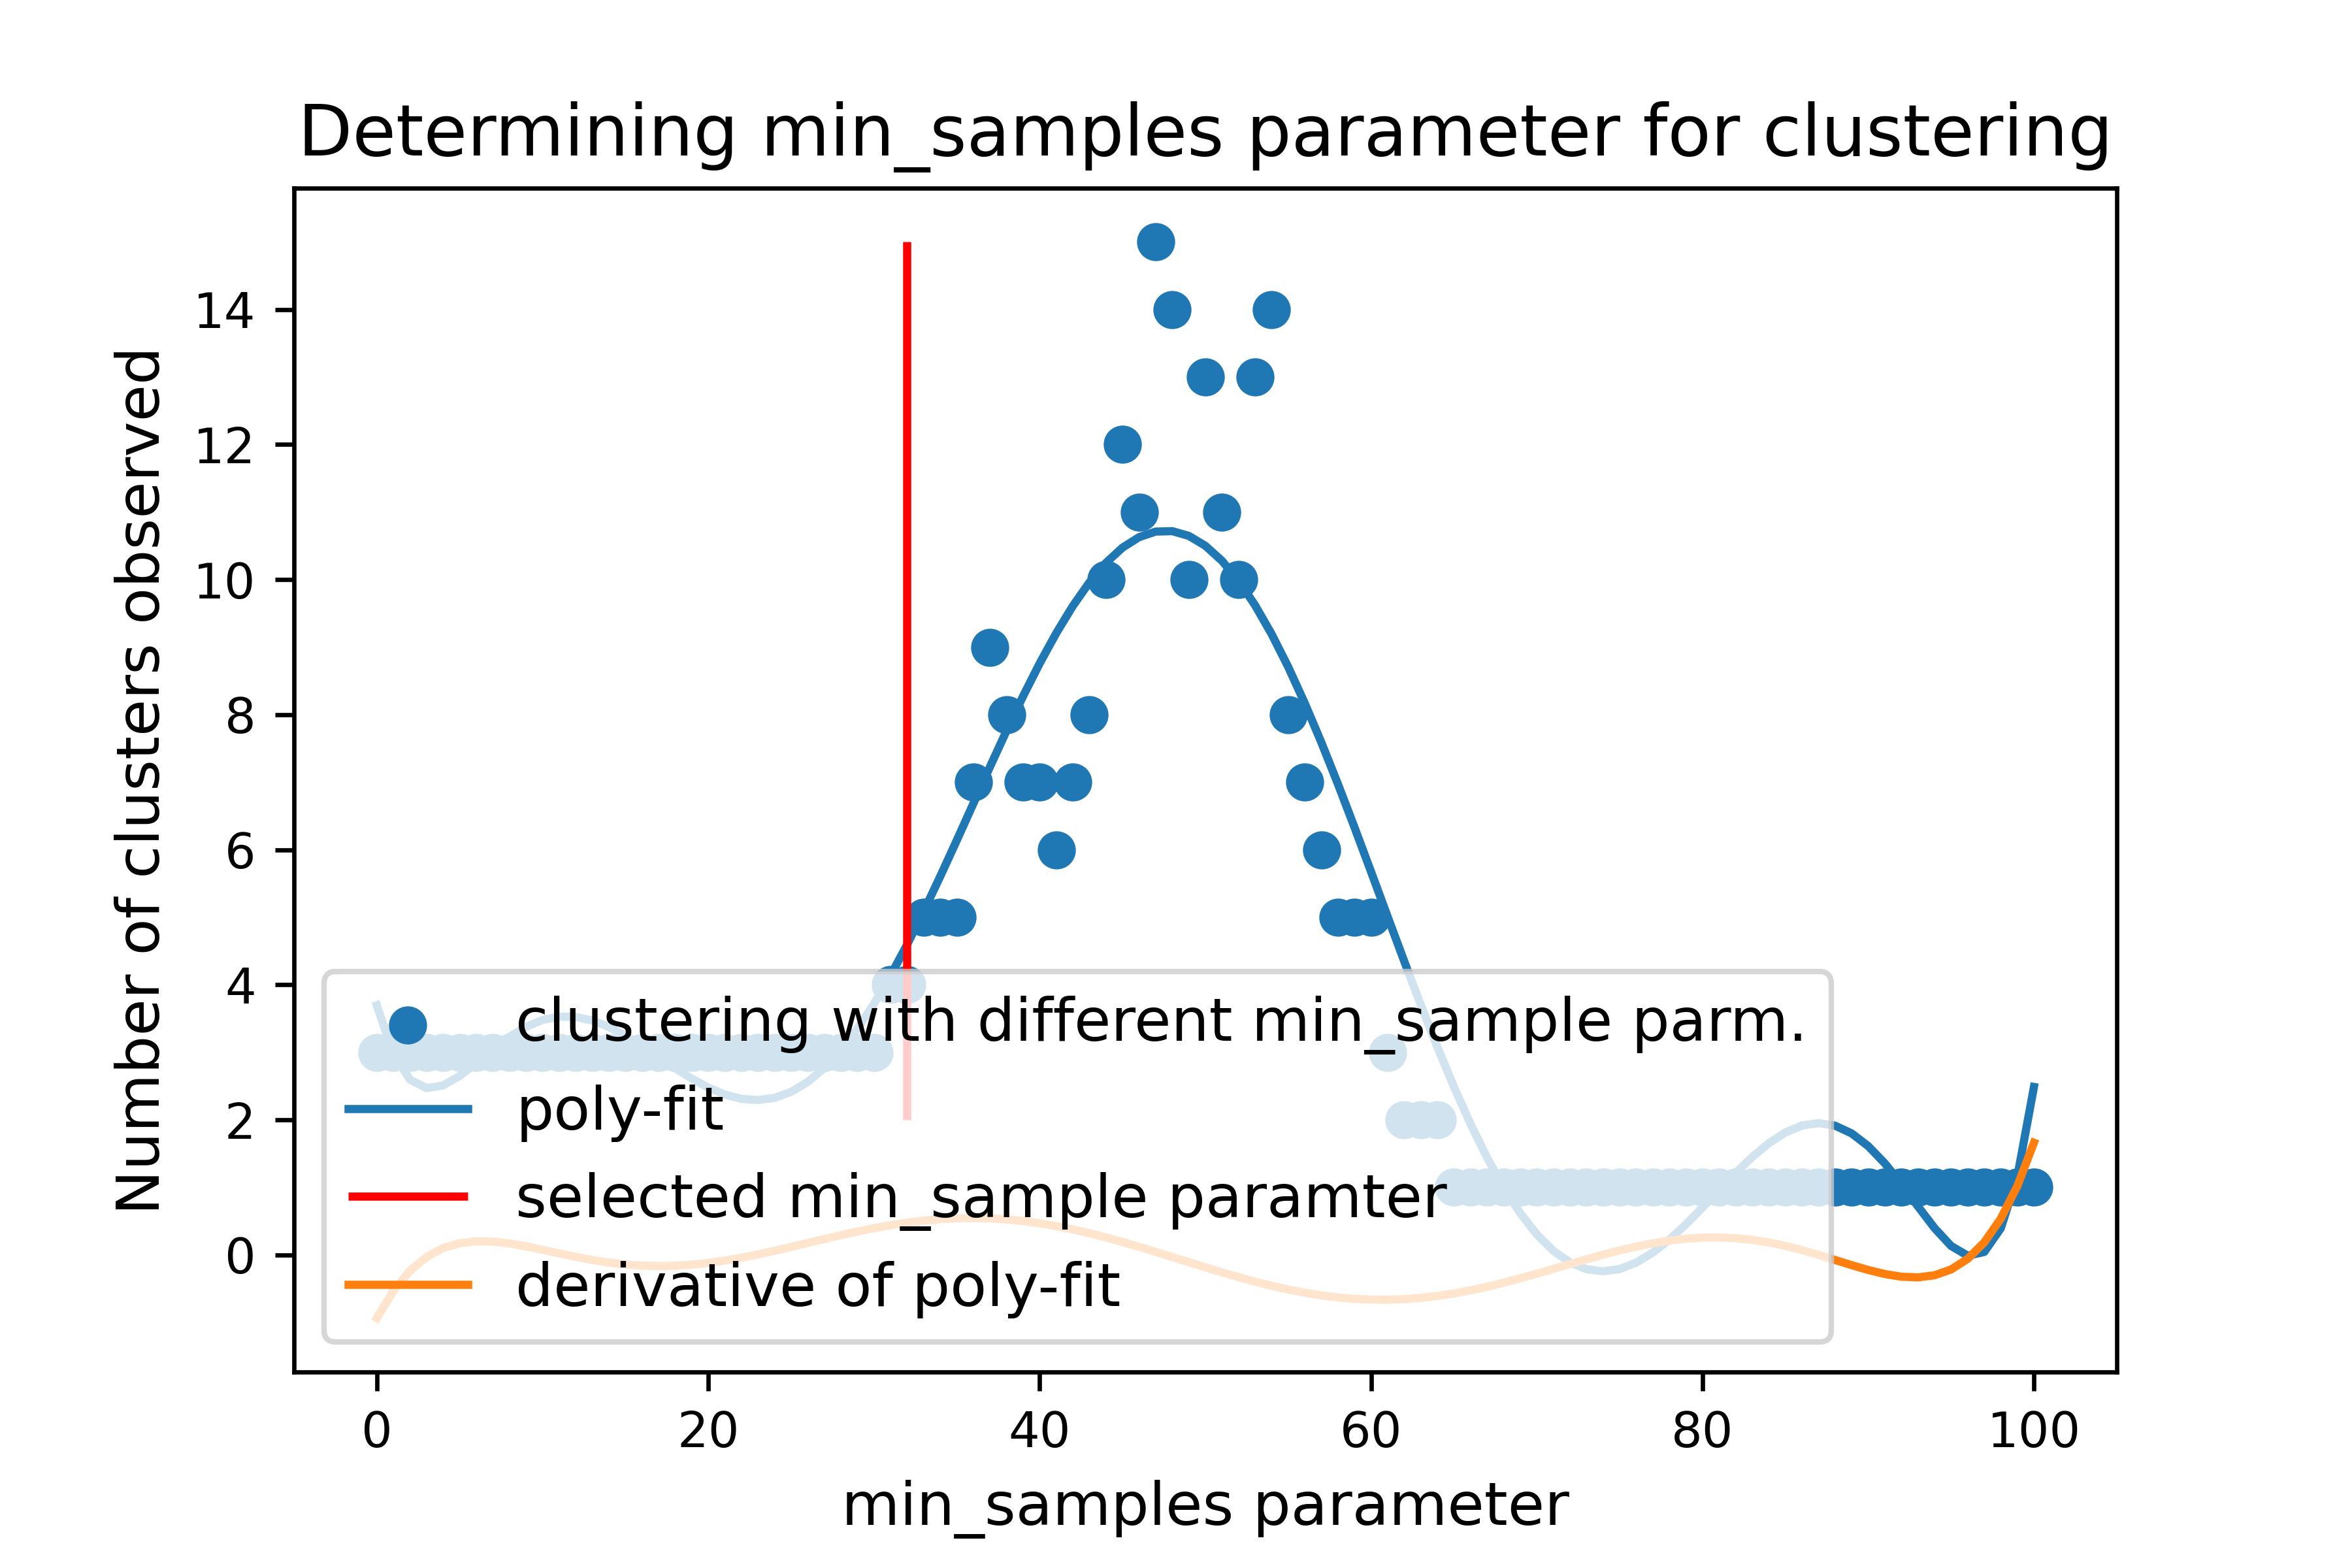 Determining min_samples parameter for clustering
Number of clusters observed
14
12
10
8
6
4
2
0
clustering with different min_sample parm.
poly-fit
selected min_sample paramter
derivative of poly-fit
0 20 40 60 80 100
min_samples parameter